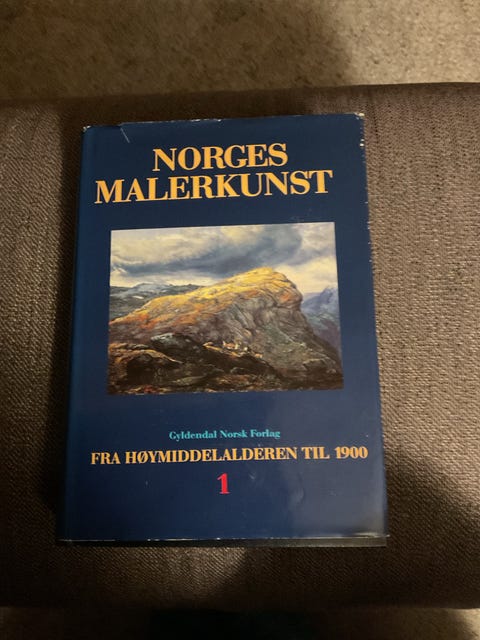 NORGES
MALERKUNST
Gyldendal Norsk Forlag
FRA HØYMIDDELALDEREN TIL 1900
1